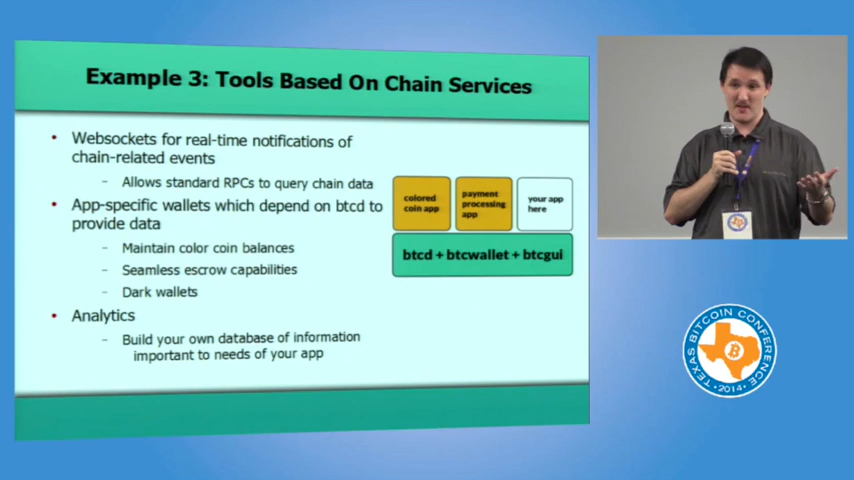 Example 3: Tools Based On Chain Services
• Websockets for real-time notifications of
chain-related events
– Allows standard RPCs to query chain data
• App-specific wallets which depend on btcd to
provide data
– Maintain color coin balances
– Seamless escrow capabilities
– Dark wallets
• Analytics
– Build your own database of information
important to needs of your app
colored
coin app
payment
processing
app
your app
here
btcd + btcwallet + btcgui
TEXAS BITCOIN CONFERENCE
• 2014 •